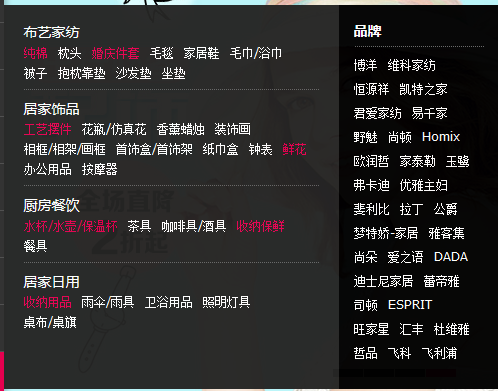 布艺家纺
纯棉 枕头 婚庆件套 毛毯 家居鞋 毛巾/浴巾
被子 抱枕靠垫 沙发垫 坐垫
居家饰品
工艺摆件 花瓶/仿真花 香薰蜡烛 装饰画
相框/相架/画框 首饰盒/首饰架 纸巾盒 钟表 鲜花
办公用品 按摩器
厨房餐饮
水杯/水壶/保温杯 茶具 咖啡具/酒具 收纳保鲜
餐具
居家日用
收纳用品 雨伞/雨具 卫浴用品 照明灯具
桌布/桌旗
品牌
博洋 维科家纺
恒源祥 凯特之家
君爱家纺 易千家
野魅 尚顿 Homix
欧润哲 家泰勒 玉鹭
弗卡迪 优雅主妇
斐利比 拉丁 公爵
梦特娇-家居 雅客集
尚朵 爱之语 DADA
迪士尼家居 蕾帝雅
司顿 ESPRIT
旺家星 汇丰 杜维雅
哲品 飞科 飞利浦